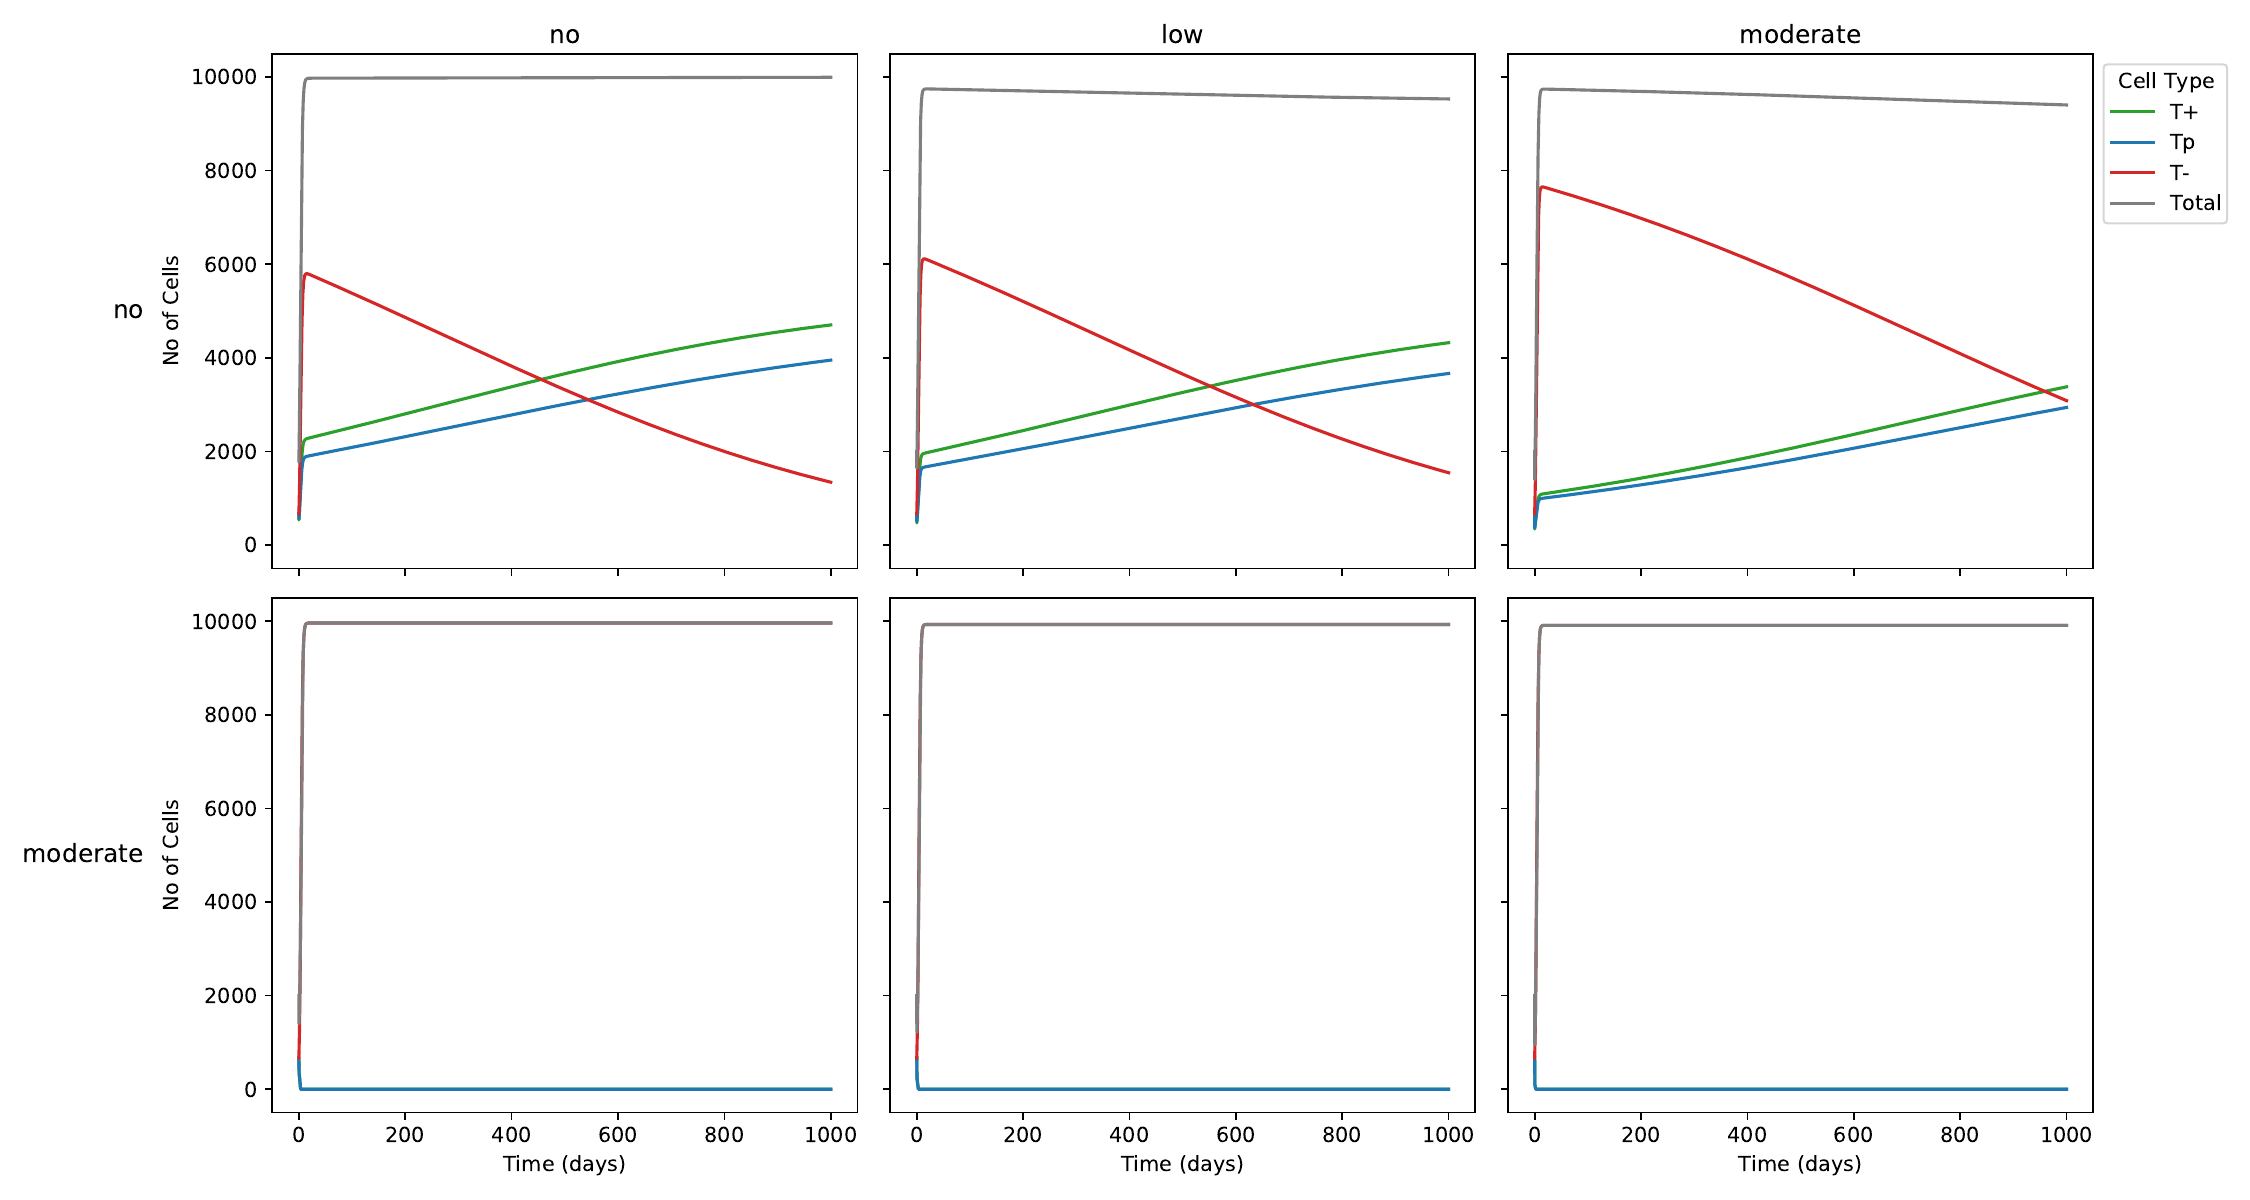 no low moderate
10000
8000
6000
4000
2000
0
No of Cells
no
Cell Type
T+
Tp
T-
Total
10000
8000
6000
4000
2000
0
No of Cells
moderate
0 200 400 600 800 1000
0 200 400 600 800 1000
0 200 400 600 800 1000
Time (days) Time (days) Time (days)